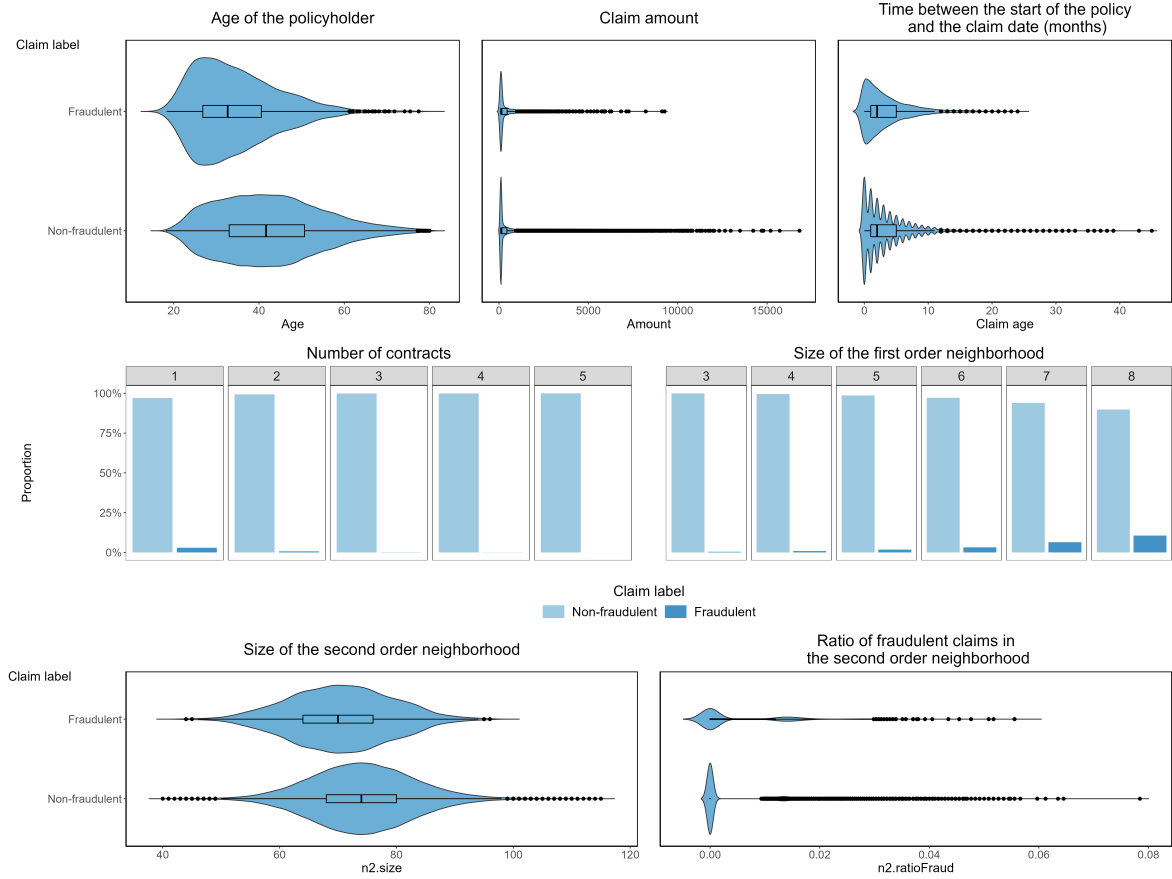 Age of the policyholder
Claim amount
Time between the start of the policy
and the claim date (months)
Claim label
Fraudulent
Non-fraudulent
20 40 60 80
0 5000 10000 15000
0 10 20 30 40
Age
Amount
Claim age
Number of contracts
Size of the first order neighborhood
1 2 3 4 5
3 4 5 6 7 8
100%
75%
50%
25%
0%
Proportion
Claim label
Non-fraudulent Fraudulent
Size of the second order neighborhood
Ratio of fraudulent claims in
the second order neighborhood
Claim label
Fraudulent
Non-fraudulent
40 60 80 100 120
0.00 0.02 0.04 0.06 0.08
n2.size
n2.ratioFraud